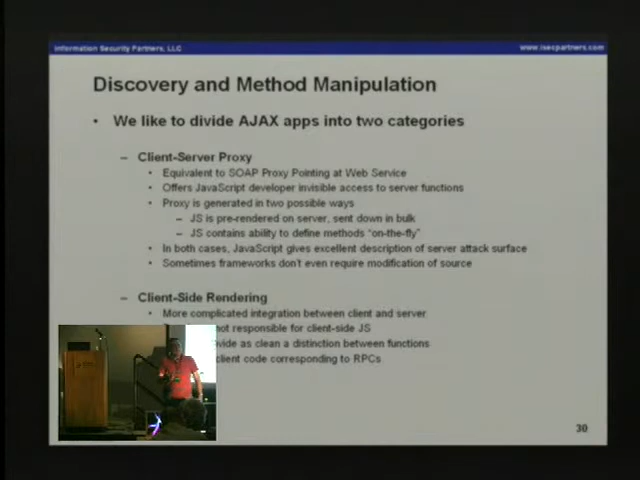 Information Security Partners, LLC
www.isecpartners.com
Discovery and Method Manipulation
• We like to divide AJAX apps into two categories
– Client-Server Proxy
• Equivalent to SOAP Proxy Pointing at Web Service
• Offers JavaScript developer invisible access to server functions
• Proxy is generated in two possible ways
– JS is pre-rendered on server, sent down in bulk
– JS contains ability to define methods “on-the-fly”
• In both cases, JavaScript gives excellent description of server attack surface
• Sometimes frameworks don't even require modification of source
– Client-Side Rendering
• More complicated integration between client and server
not responsible for client-side JS
as clean a distinction between functions
client code corresponding to RPCs
30